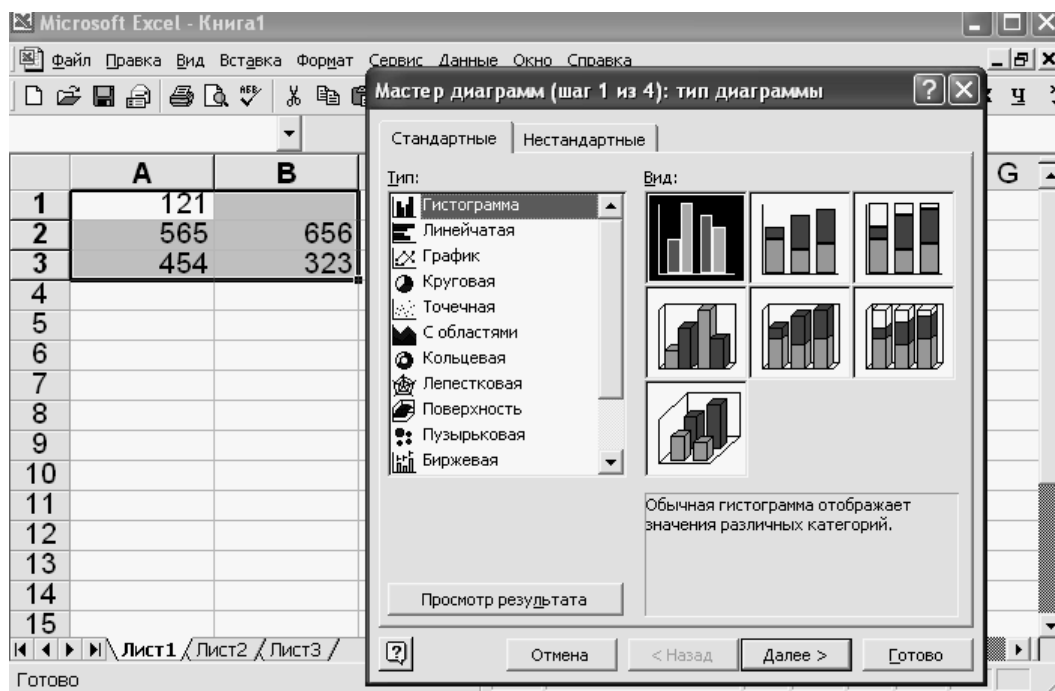 Microsoft Excel - Книга1
Файл Правка Вид Вставка Формат Сервис Данные Окно Справка
Ч
Мастер диаграмм (шаг 1 из 4): тип диаграммы
Стандартные Нестандартные
Тип:
Гистограмма
Линейчатая
График
Круговая
Точечная
С областями
Кольцевая
Лепестковая
Поверхность
Пузырьковая
Биржевая
Вид:
Обычная гистограмма отображает
значения различных категорий.
Просмотр результата
Отмена < Назад Далее > Готово
A B G
1 121
2 565 656
3 454 323
4
5
6
7
8
9
10
11
12
13
14
15
Лист1 Лист2 Лист3
Готово